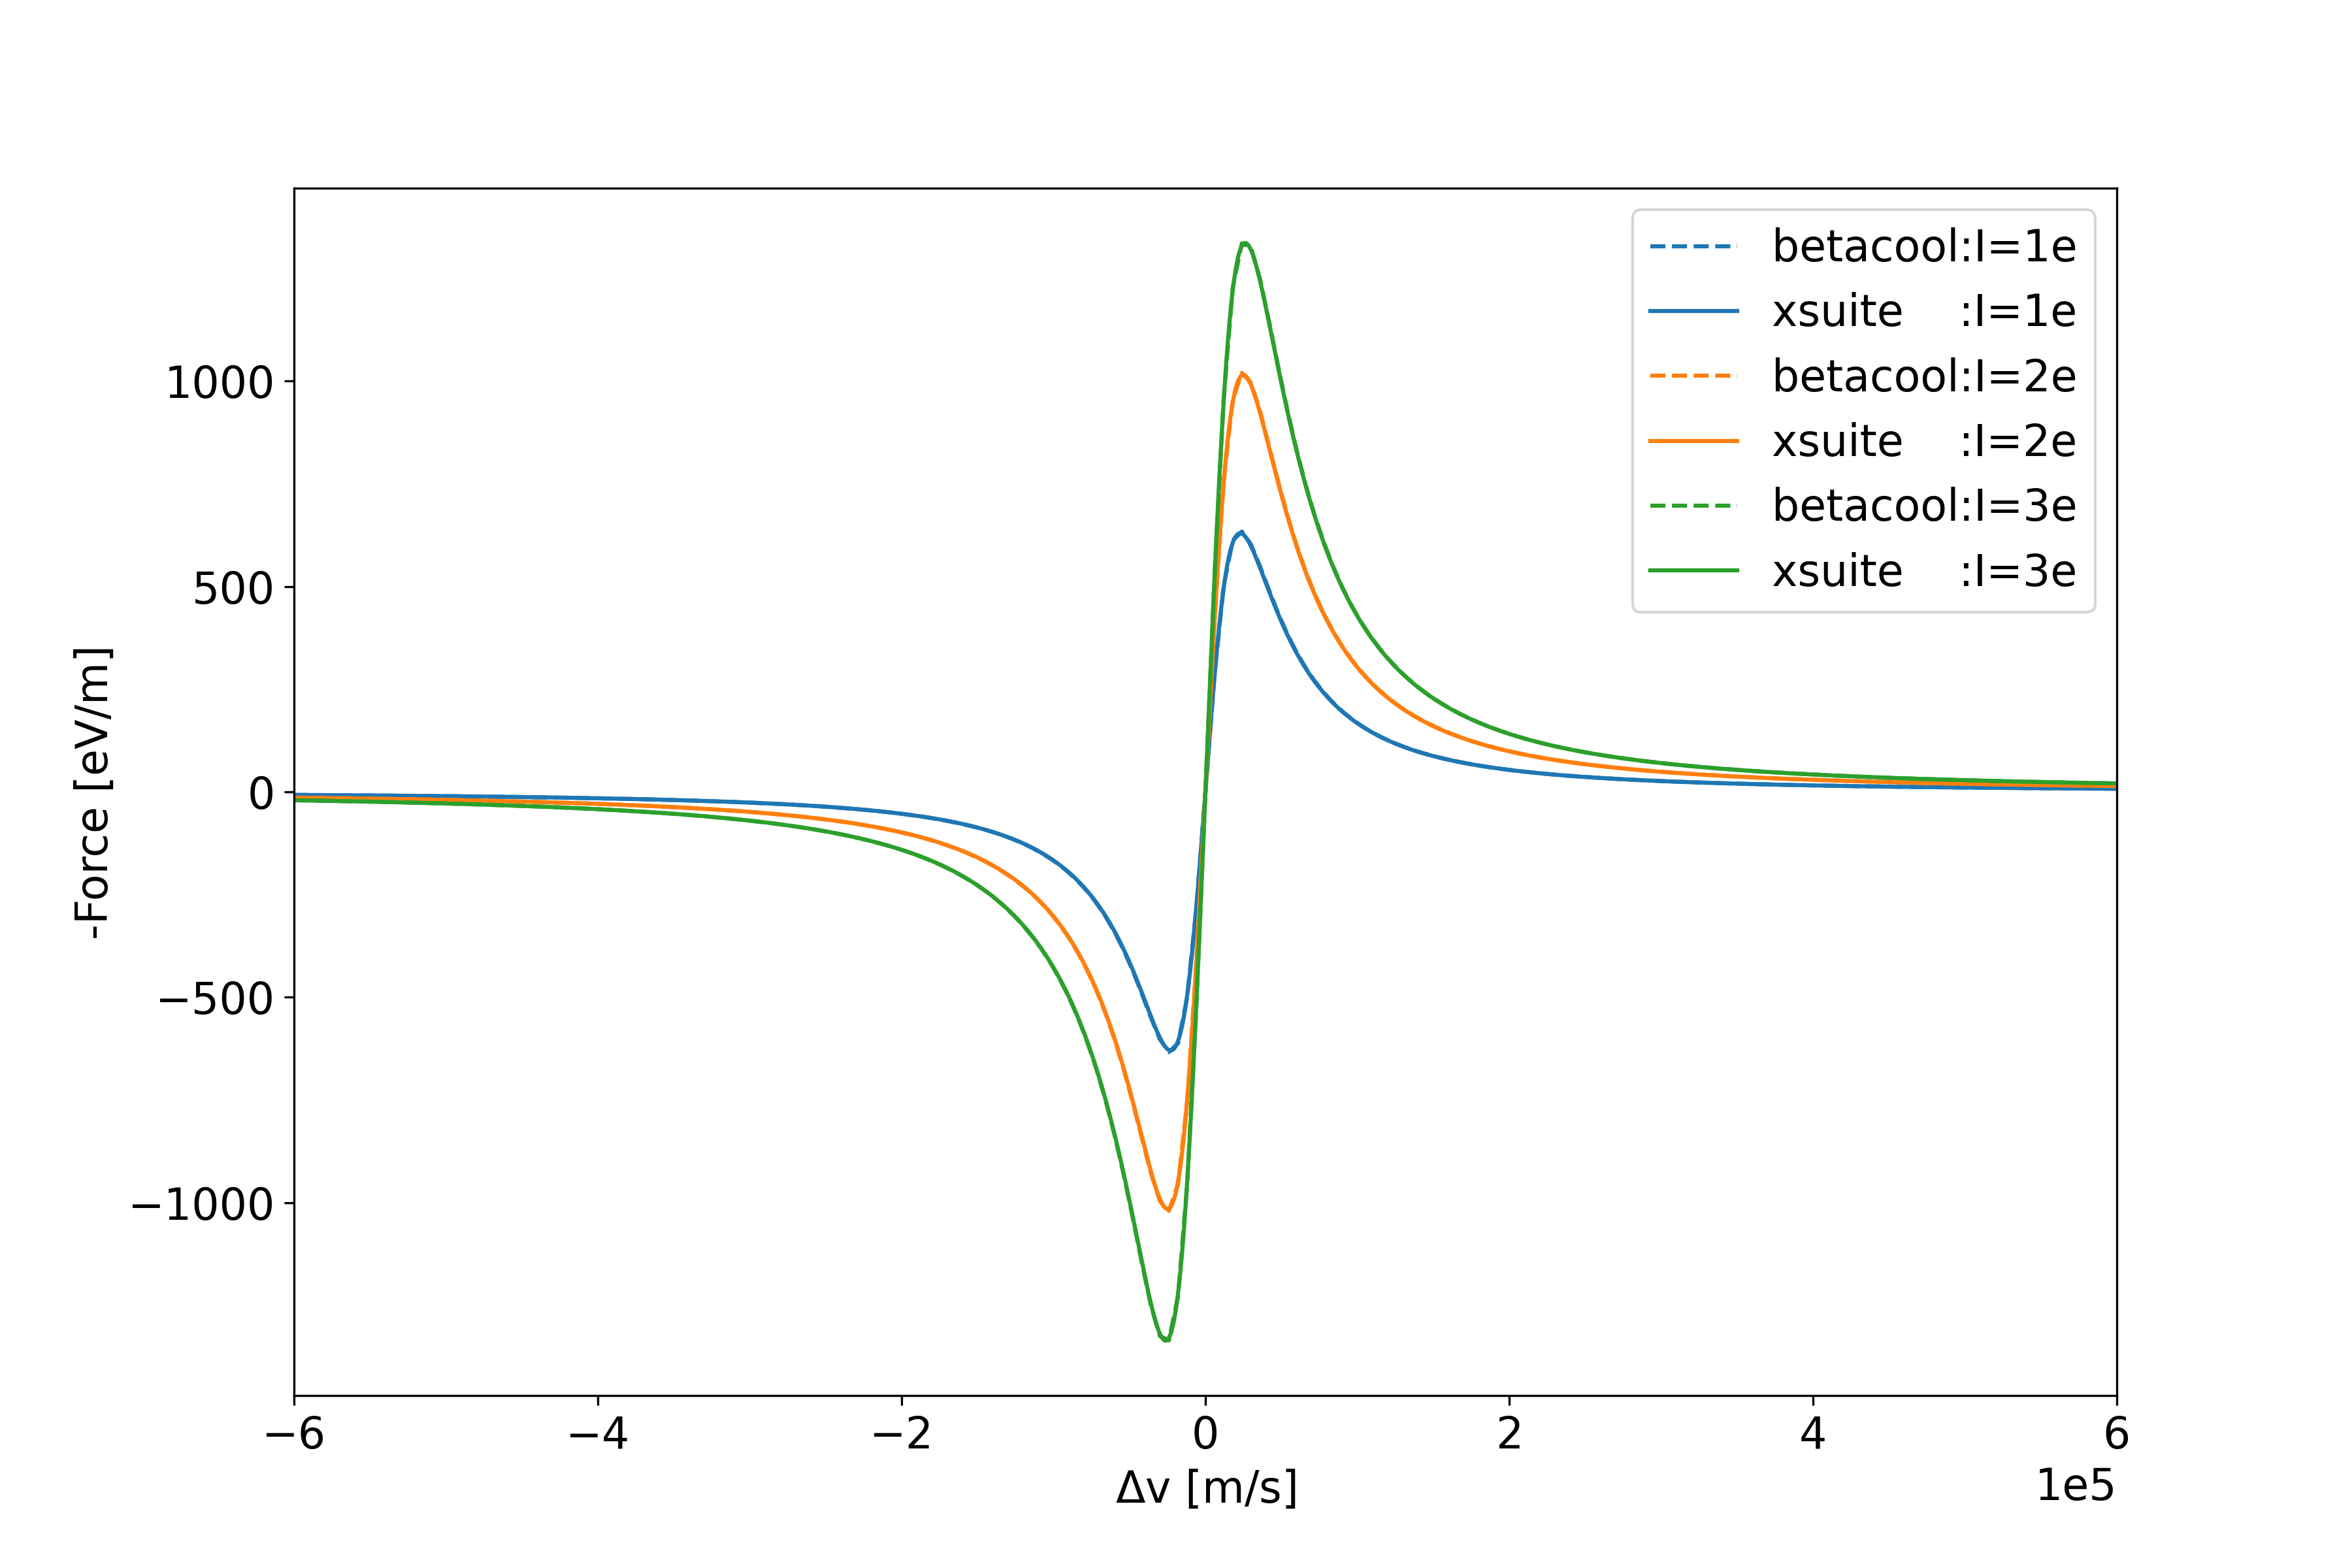 betacool:I=1e
xsuite    :I=1e
betacool:I=2e
xsuite    :I=2e
betacool:I=3e
xsuite    :I=3e
1000
500
0
−500
−1000
-Force [eV/m]
−6 −4 −2 0 2 4 6
Δv [m/s]
1e5